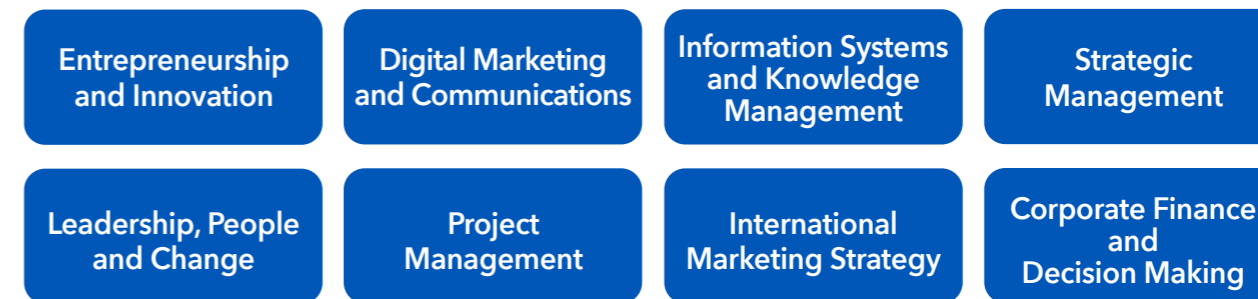 Entrepreneurship
and Innovation
Digital Marketing
and Communications
Information Systems
and Knowledge
Management
Strategic
Management
Leadership, People
and Change
Project
Management
International
Marketing Strategy
Corporate Finance
and
Decision Making